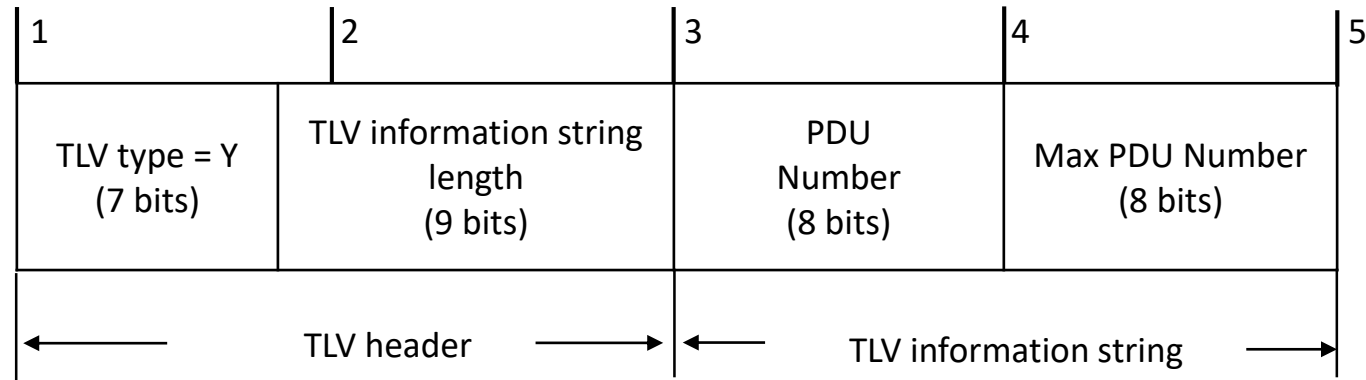 1 2 3 4 5
TLV type = Y
(7 bits)
TLV information string
length
(9 bits)
PDU
Number
(8 bits)
Max PDU Number
(8 bits)
TLV header
TLV information string